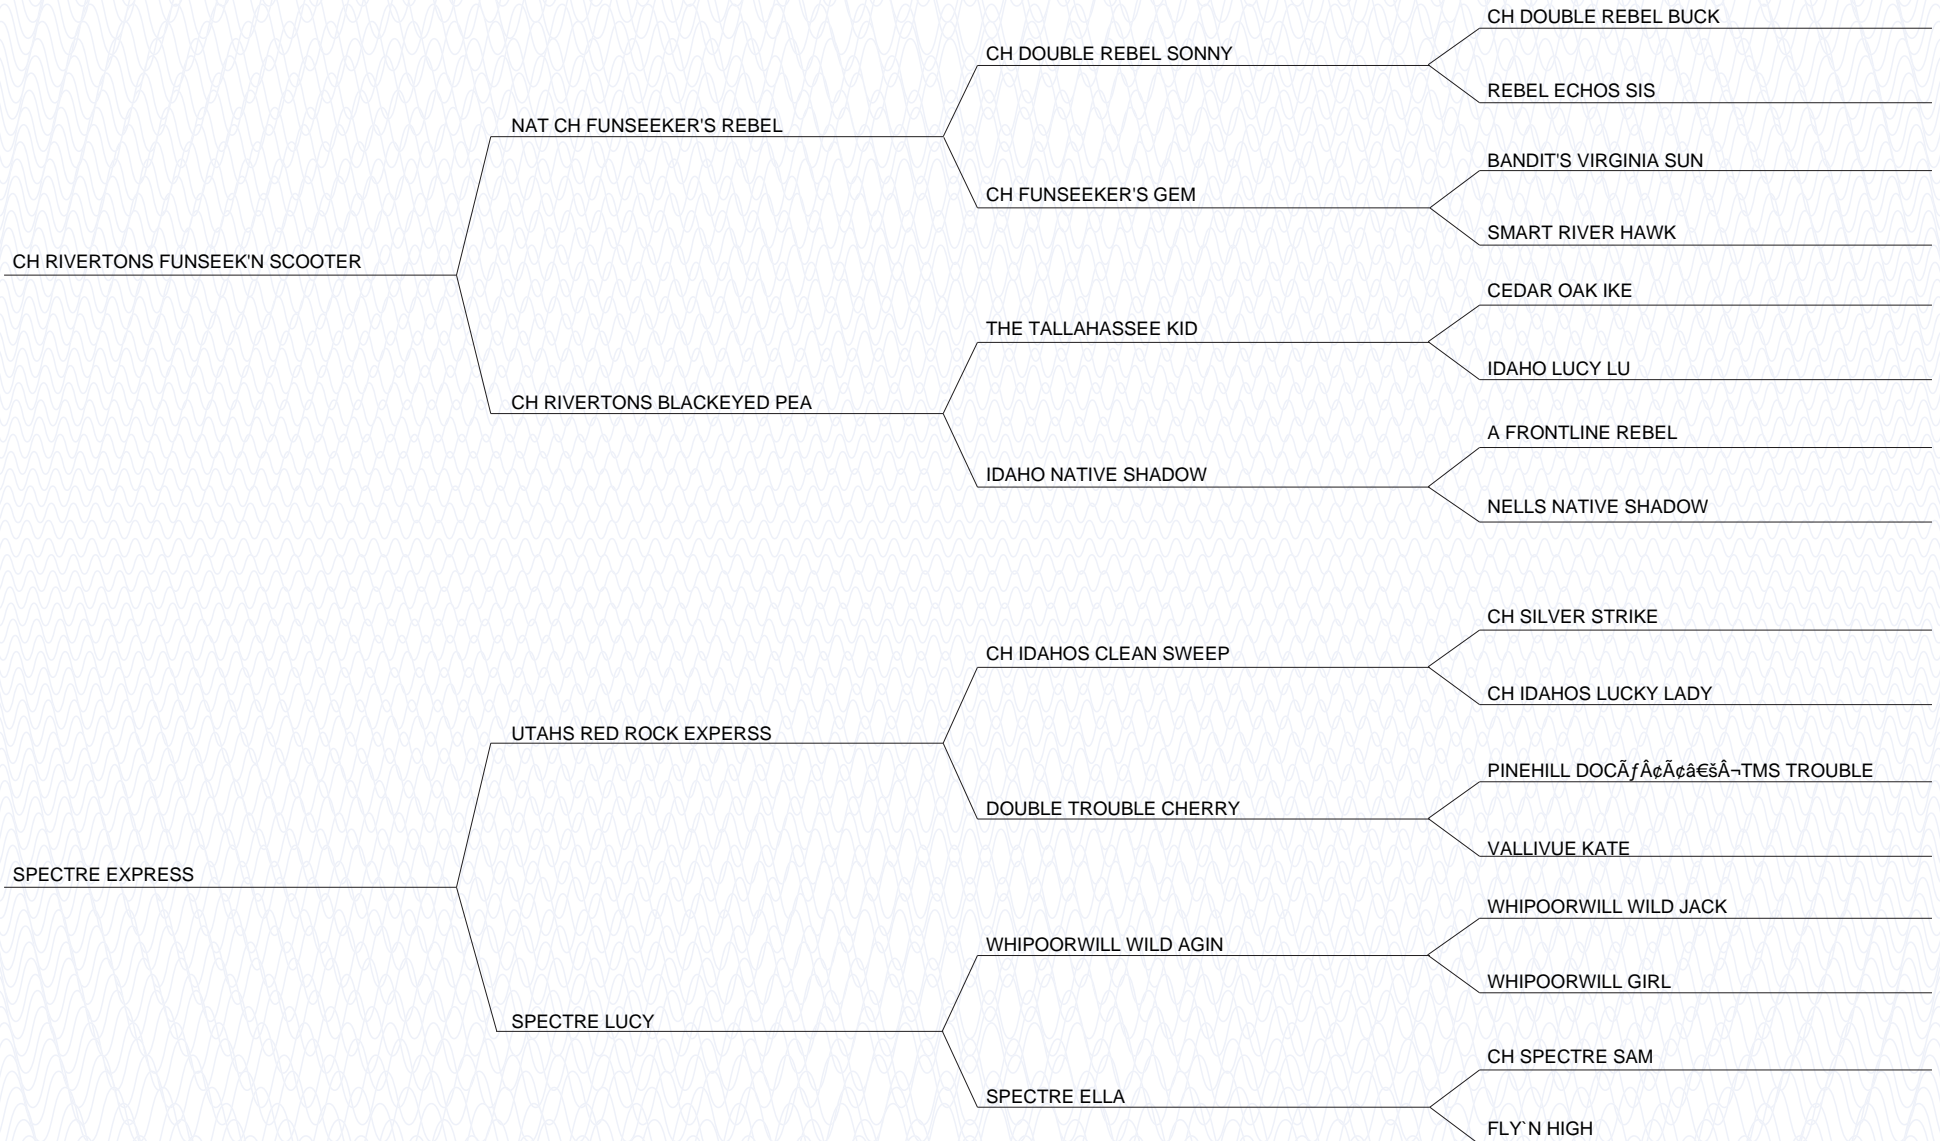 CH DOUBLE REBEL BUCK
CH DOUBLE REBEL SONNY
REBEL ECHOS SIS
NAT CH FUNSEEKER'S REBEL
BANDIT'S VIRGINIA SUN
CH FUNSEEKER'S GEM
SMART RIVER HAWK
CH RIVERTONS FUNSEEK'N SCOOTER
CEDAR OAK IKE
THE TALLAHASSEE KID
IDAHO LUCY LU
CH RIVERTONS BLACKEYED PEA
A FRONTLINE REBEL
IDAHO NATIVE SHADOW
NELLS NATIVE SHADOW
CH SILVER STRIKE
CH IDAHOS CLEAN SWEEP
CH IDAHOS LUCKY LADY
UTAHS RED ROCK EXPERSS
PINEHILL DOCÃƒÂ¢Ã¢â€šÂ¬TMS TROUBLE
DOUBLE TROUBLE CHERRY
VALLIVUE KATE
SPECTRE EXPRESS
WHIPOORWILL WILD JACK
WHIPOORWILL WILD AGIN
WHIPOORWILL GIRL
SPECTRE LUCY
CH SPECTRE SAM
SPECTRE ELLA
FLY`N HIGH